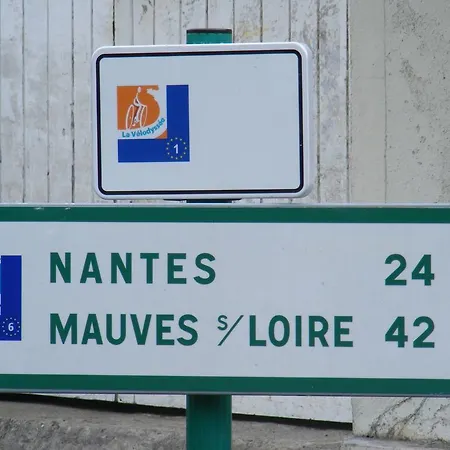 La Vélodyssée
1
NANTES 24
6
MAUVES s/LOIRE 42